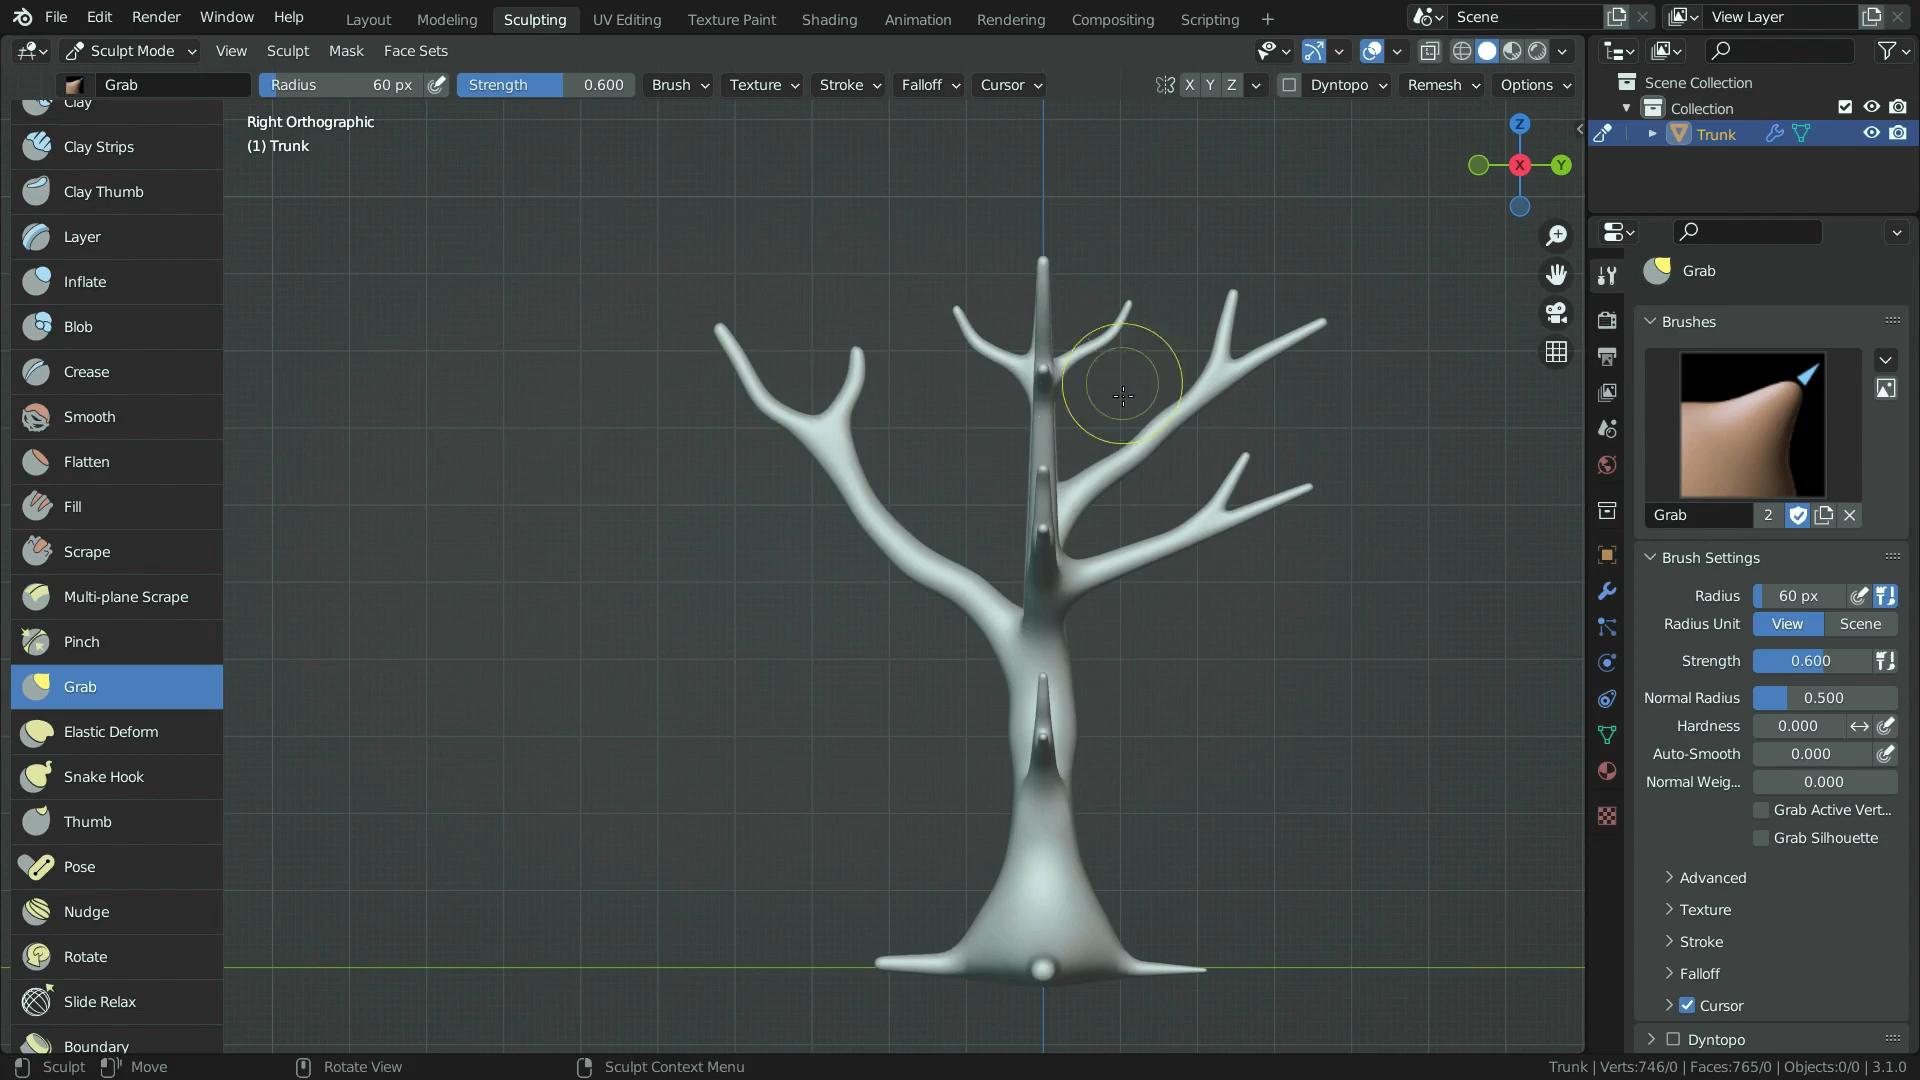 File Edit Render Window Help Layout Modeling Sculpting UV Editing Texture Paint Shading Animation Rendering Compositing Scripting Scene View Layer
Sculpt Mode View Sculpt Mask Face Sets
Grab Radius 60 px Strength 0.600 Brush Texture Stroke Falloff Cursor X Y Z Dyntopo Remesh Options
Right Orthographic
(1) Trunk
Z
X
Y
Clay
Clay Strips
Clay Thumb
Layer
Inflate
Blob
Crease
Smooth
Flatten
Fill
Scrape
Multi-plane Scrape
Pinch
Grab
Elastic Deform
Snake Hook
Thumb
Pose
Nudge
Rotate
Slide Relax
Boundary
Scene Collection
Collection
Trunk
Grab
Brushes
Grab 2
Brush Settings
Radius 60 px
Radius Unit View Scene
Strength 0.600
Normal Radius 0.500
Hardness 0.000
Auto-Smooth 0.000
Normal Weig... 0.000
Grab Active Vert...
Grab Silhouette
Advanced
Texture
Stroke
Falloff
Cursor
Dyntopo
Sculpt Move Rotate View Sculpt Context Menu Trunk | Verts:746/0 | Faces:765/0 | Objects:0/0 | 3.1.0